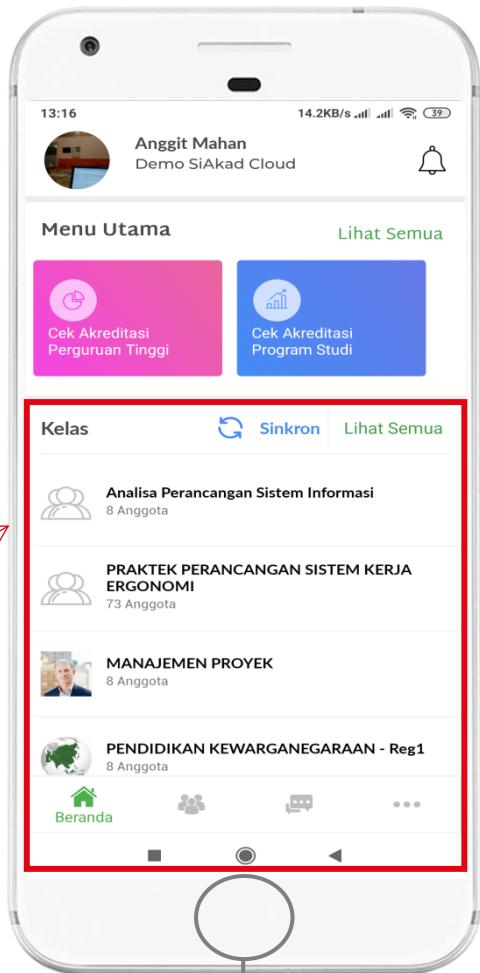 13:16
14.2KB/s
39
Anggit Mahan
Demo SiAkad Cloud
Menu Utama
Lihat Semua
Cek Akreditasi
Perguruan Tinggi
Cek Akreditasi
Program Studi
Kelas
Sinkron
Lihat Semua
Analisa Perancangan Sistem Informasi
8 Anggota
PRAKTEK PERANCANGAN SISTEM KERJA
ERGONOMI
73 Anggota
MANAJEMEN PROYEK
8 Anggota
PENDIDIKAN KEWARGANEGARAAN - Reg1
8 Anggota
Beranda